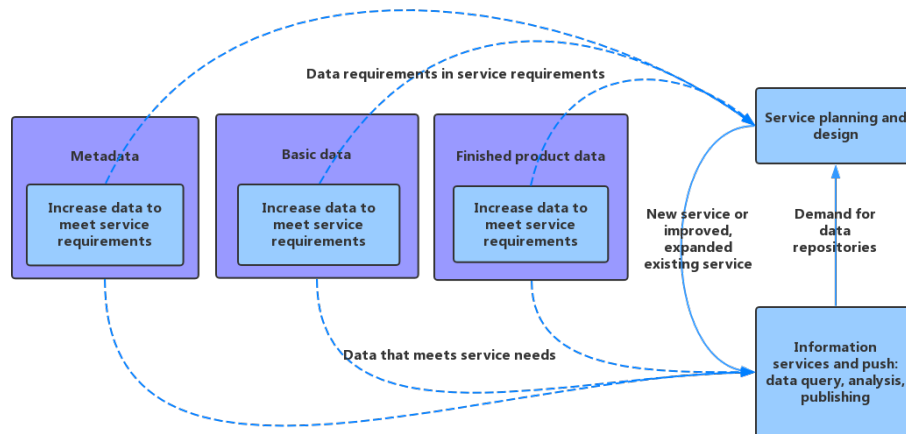 Data requirements in service requirements
Metadata
Increase data to
meet service
requirements
Basic data
Increase data to
meet service
requirements
Finished product data
Increase data to
meet service
requirements
Service planning and
design
New service or
improved,
expanded
existing service
Demand for
data
repositories
Data that meets service needs
Information
services and push:
data query, analysis,
publishing